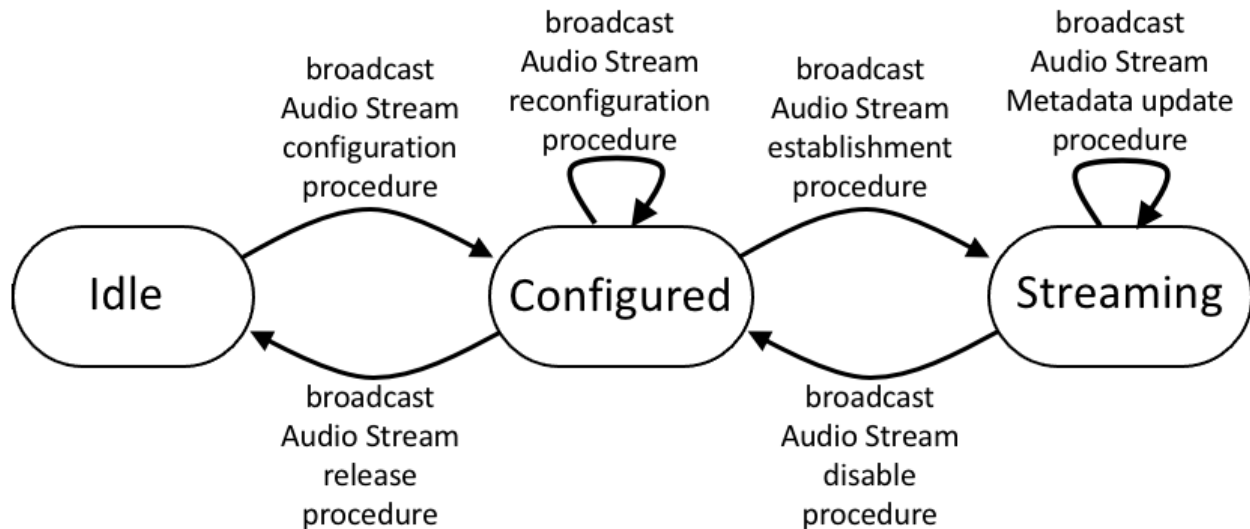 broadcast
Audio Stream
configuration
procedure
broadcast
Audio Stream
reconfiguration
procedure
broadcast
Audio Stream
establishment
procedure
broadcast
Audio Stream
Metadata update
procedure
Idle
Configured
Streaming
broadcast
Audio Stream
release
procedure
broadcast
Audio Stream
disable
procedure